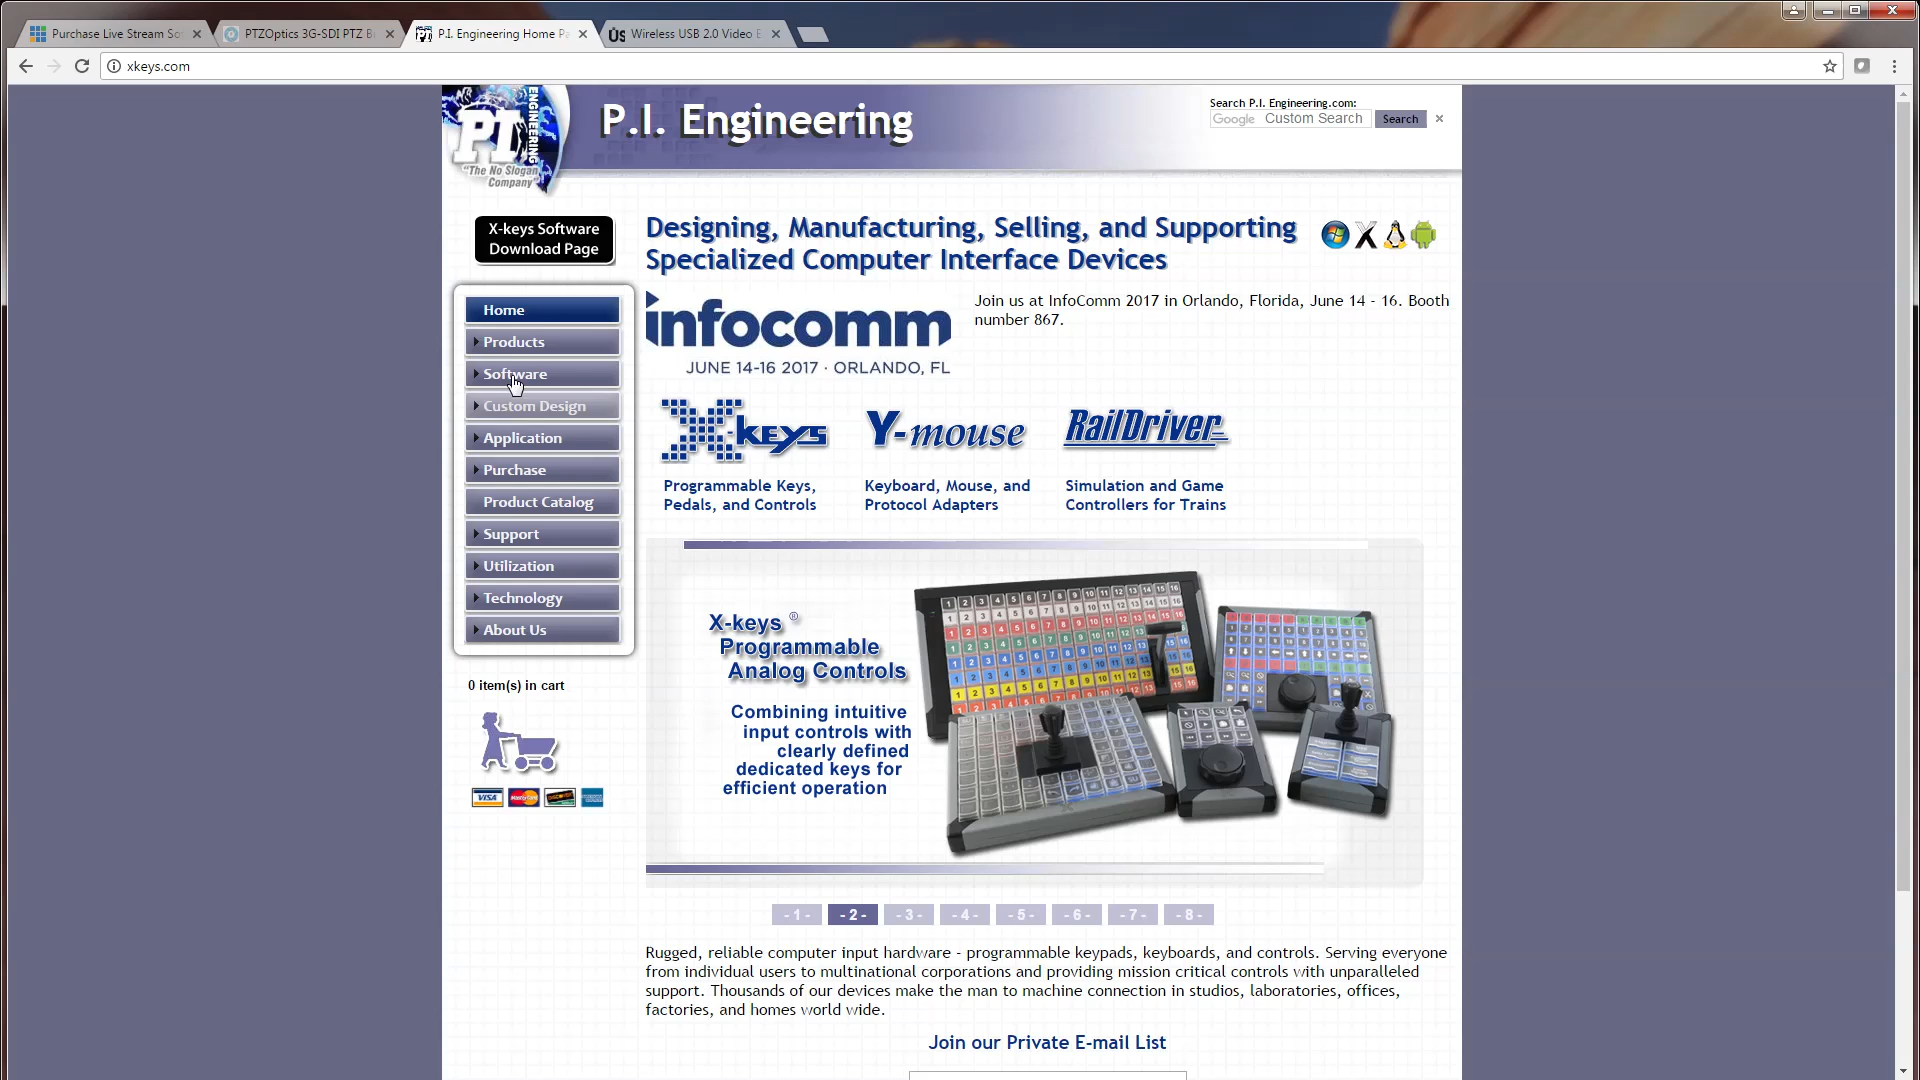 Purchase Live Stream So
PTZOptics 3G-SDI PTZ B
P.I. Engineering Home Pa
Wireless USB 2.0 Video E
xkeys.com
PI ENGINEERING
"The No Slogan
Company"
P.I. Engineering
Search P.I. Engineering.com:
Google Custom Search
Search
X-keys Software
Download Page
Designing, Manufacturing, Selling, and Supporting
Specialized Computer Interface Devices
Home
Products
Software
Custom Design
Application
Purchase
Product Catalog
Support
Utilization
Technology
About Us
0 item(s) in cart
VISA
MasterCard
DISCOVER
infocomm
JUNE 14-16 2017 · ORLANDO, FL
Join us at InfoComm 2017 in Orlando, Florida, June 14 - 16. Booth
number 867.
X-keys
Y-mouse
RailDriver
Programmable Keys,
Pedals, and Controls
Keyboard, Mouse, and
Protocol Adapters
Simulation and Game
Controllers for Trains
X-keys ®
Programmable
Analog Controls
Combining intuitive
input controls with
clearly defined
dedicated keys for
efficient operation
- 1 - - 2 - - 3 - - 4 - - 5 - - 6 - - 7 - - 8 -
Rugged, reliable computer input hardware - programmable keypads, keyboards, and controls. Serving everyone
from individual users to multinational corporations and providing mission critical controls with unparalleled
support. Thousands of our devices make the man to machine connection in studios, laboratories, offices,
factories, and homes world wide.
Join our Private E-mail List